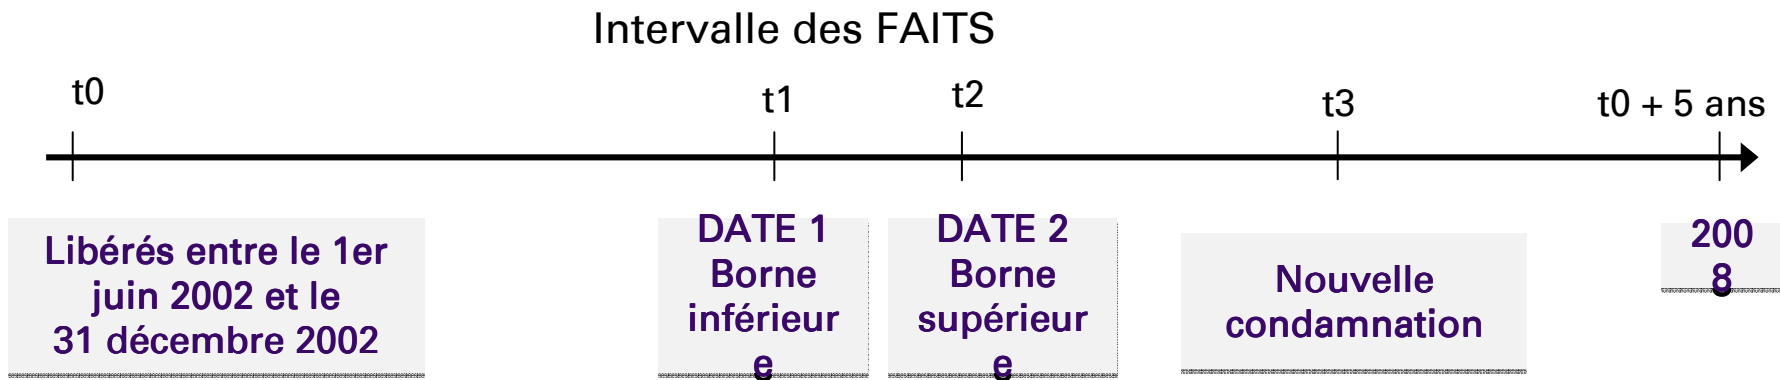 Intervalle des FAITS
t0
t1
t2
t3
t0 + 5 ans
Libérés entre le 1er
juin 2002 et le
31 décembre 2002
DATE 1
Borne
inférieur
e
DATE 2
Borne
supérieur
e
Nouvelle
condamnation
200
8